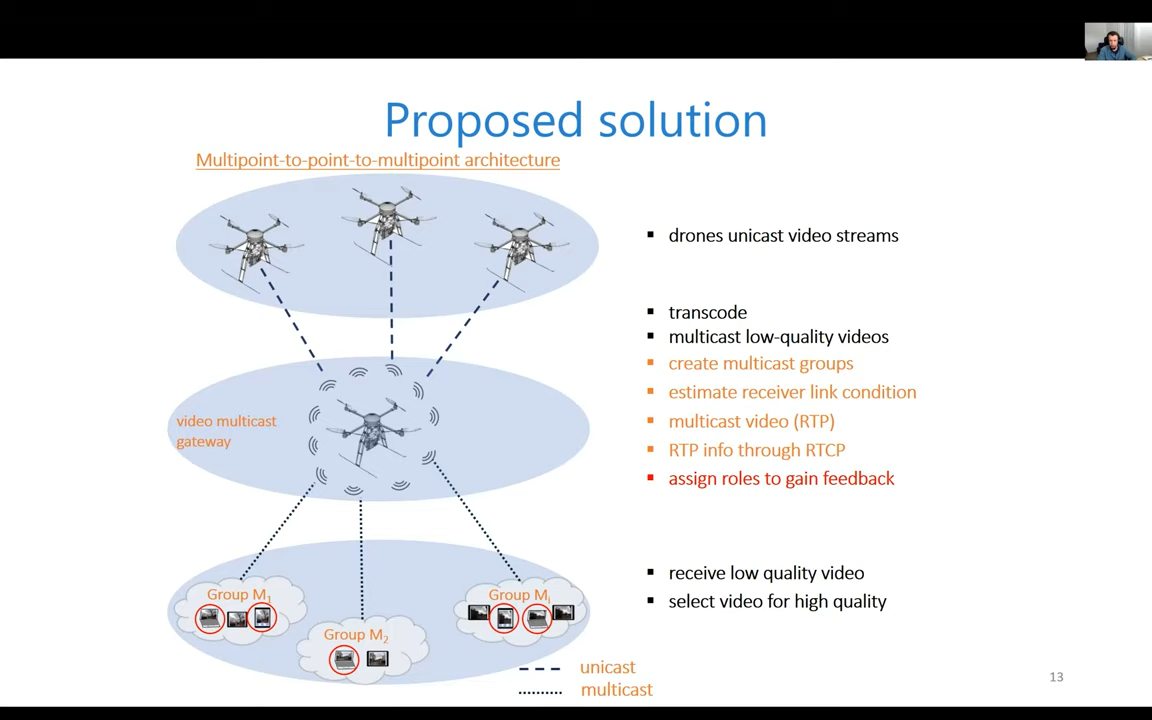 Proposed solution
Multipoint-to-point-to-multipoint architecture
▪ drones unicast video streams
▪ transcode
▪ multicast low-quality videos
▪ create multicast groups
▪ estimate receiver link condition
▪ multicast video (RTP)
▪ RTP info through RTCP
▪ assign roles to gain feedback
video multicast
gateway
▪ receive low quality video
▪ select video for high quality
Group M1
Group M2
Group Mi
unicast
multicast
13